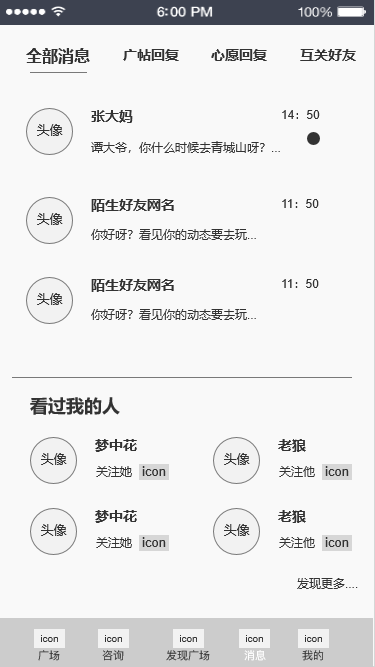 6:00 PM 100%
全部消息 广帖回复 心愿回复 互关好友
头像 张大妈 14：50
谭大爷，你什么时候去青城山呀？...
头像 陌生好友网名 11：50
你好呀？看见你的动态要去玩...
头像 陌生好友网名 11：50
你好呀？看见你的动态要去玩...
看过我的人
头像 梦中花 头像 老狼
关注她 icon 关注他 icon
头像 梦中花 头像 老狼
关注她 icon 关注他 icon
发现更多....
icon icon icon icon icon
广场 咨询 发现广场 消息 我的